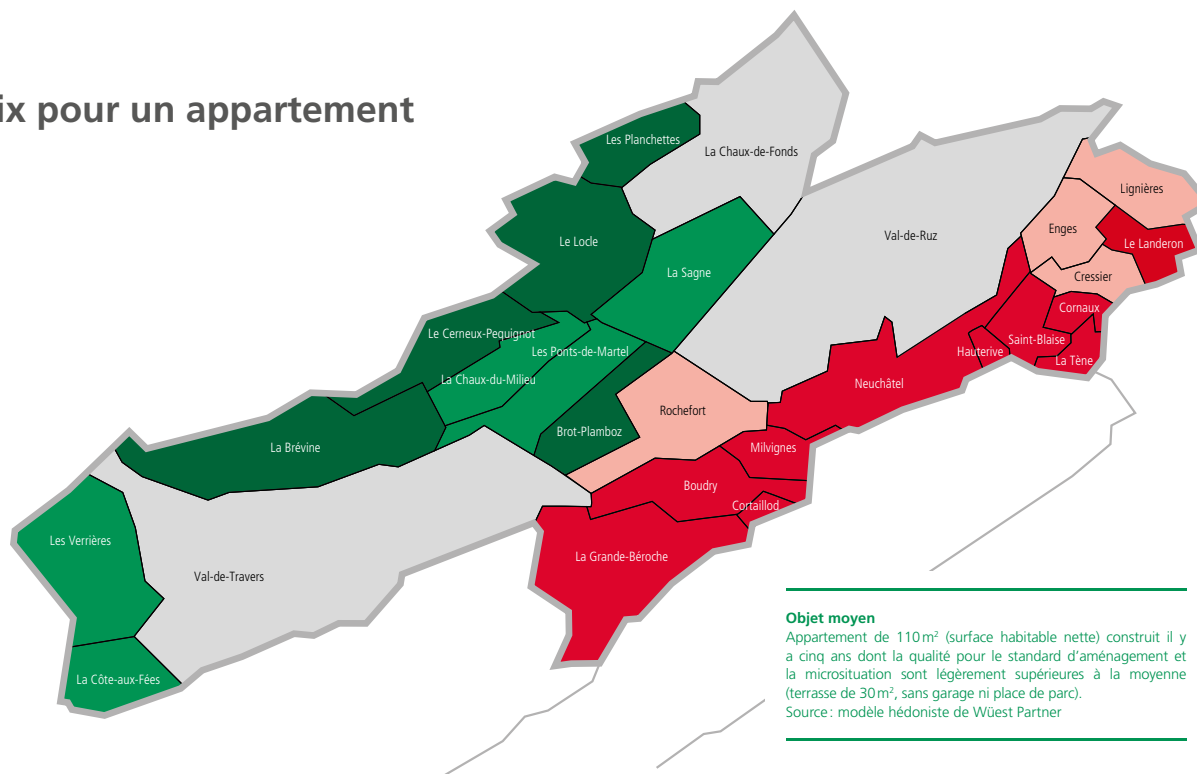 ix pour un appartement
Les Planchettes
La Chaux-de-Fonds
Lignières
Le Locle
Val-de-Ruz
Enges
Le Landeron
La Sagne
Cressier
Cornaux
Le Cerneux-Pequignot
Les Ponts-de-Martel
Saint-Blaise
Hauterive
La Tène
La Chaux-du-Milieu
Neuchâtel
Rochefort
Brot-Plamboz
La Brévine
Milvignes
Boudry
Cortaillod
Les Verrières
La Grande-Béroche
Val-de-Travers
La Côte-aux-Fées
Objet moyen
Appartement de 110 m² (surface habitable nette) construit il y
a cinq ans dont la qualité pour le standard d'aménagement et
la microsituation sont légèrement supérieures à la moyenne
(terrasse de 30 m², sans garage ni place de parc).
Source : modèle hédoniste de Wüest Partner